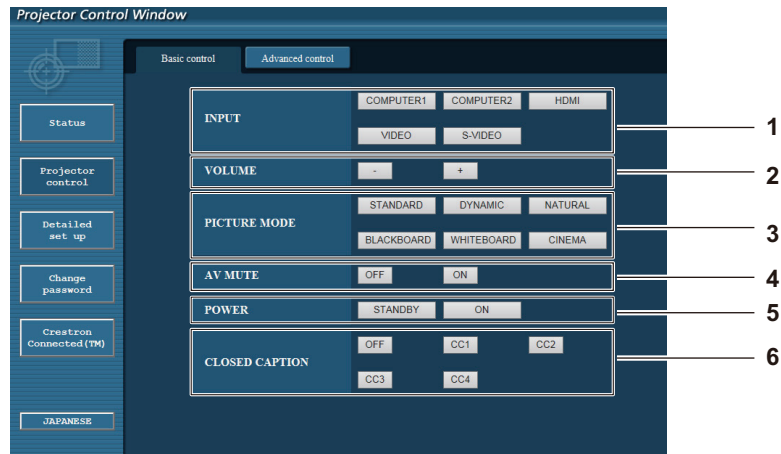 Projector Control Window
Basic control
Advanced control
Status
Projector
control
Detailed
set up
Change
password
Crestron
Connected(TM)
JAPANESE
INPUT
COMPUTER1 COMPUTER2 HDMI
VIDEO S-VIDEO
1
VOLUME - +
2
PICTURE MODE
STANDARD DYNAMIC NATURAL
BLACKBOARD WHITEBOARD CINEMA
3
AV MUTE OFF ON
4
POWER STANDBY ON
5
CLOSED CAPTION
OFF CC1 CC2
CC3 CC4
6